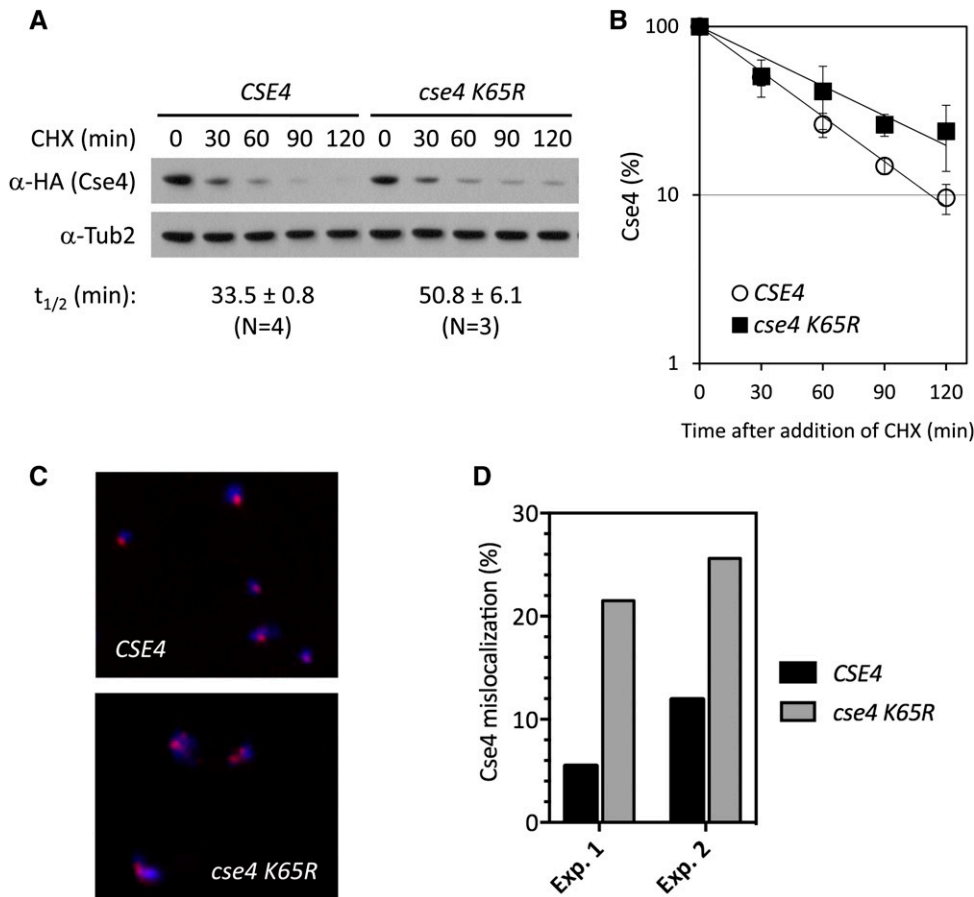 A
CSE4 cse4 K65R
CHX (min) 0 30 60 90 120 0 30 60 90 120
α-HA (Cse4)
α-Tub2
t1/2 (min): 33.5 ± 0.8 50.8 ± 6.1
(N=4) (N=3)
B
Cse4 (%)
100
10
1
CSE4
cse4 K65R
0 30 60 90 120
Time after addition of CHX (min)
C
CSE4
cse4 K65R
D
Cse4 mislocalization (%)
30
20
10
0
CSE4
cse4 K65R
Exp. 1 Exp. 2